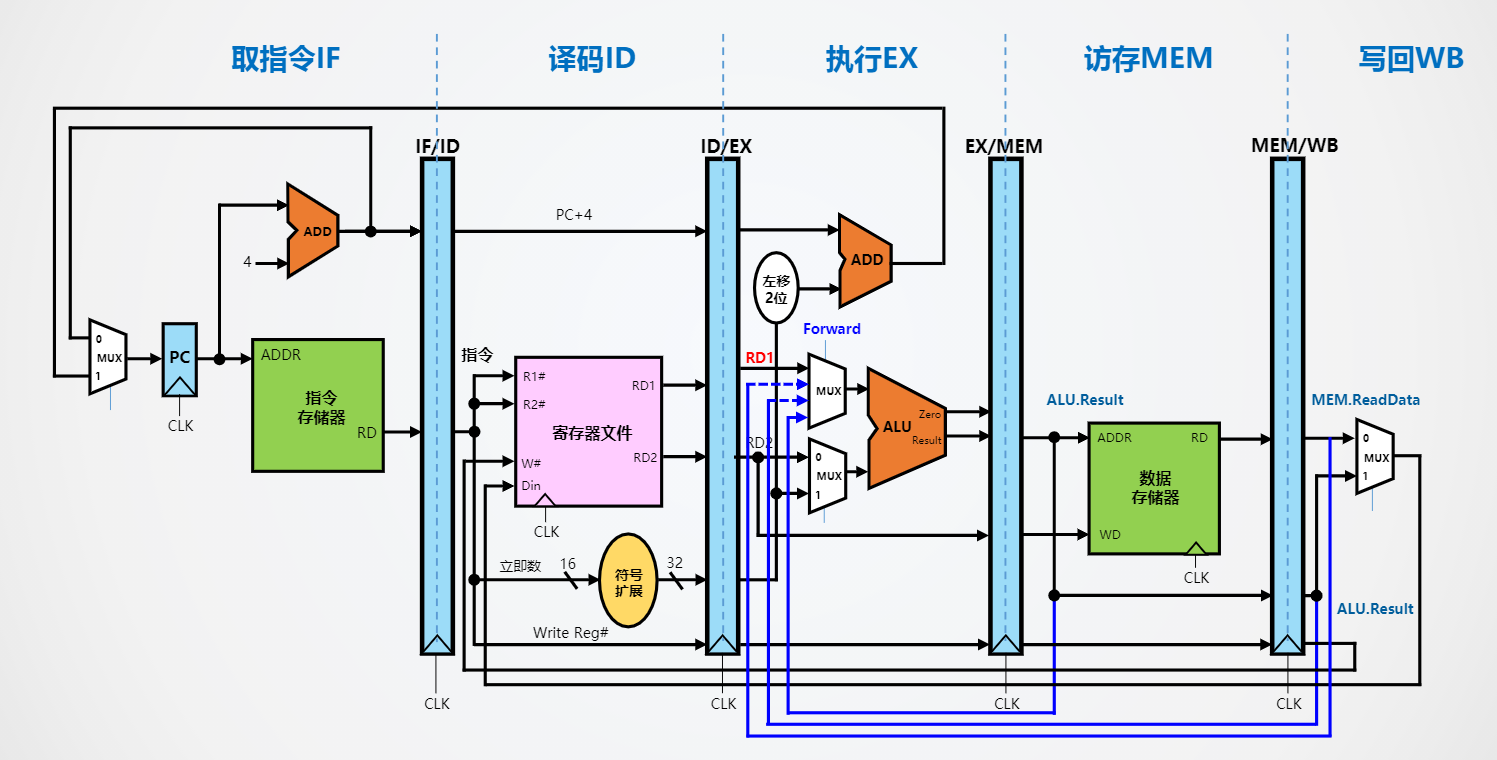 取指令IF
译码ID
执行EX
访存MEM
写回WB
IF/ID
ID/EX
EX/MEM
MEM/WB
PC+4
ADD
4
ADD
左移
2位
Forward
0
MUX
1
PC
CLK
ADDR
指令
存储器
RD
指令
R1#
R2#
W#
Din
RD1
RD2
寄存器文件
CLK
RD1
MUX
RD2
0
MUX
1
ALU
Zero
Result
ALU.Result
ADDR
RD
数据
存储器
WD
CLK
MEM.ReadData
0
MUX
1
ALU.Result
立即数
16
符号
扩展
32
Write Reg#
CLK
CLK
CLK
CLK